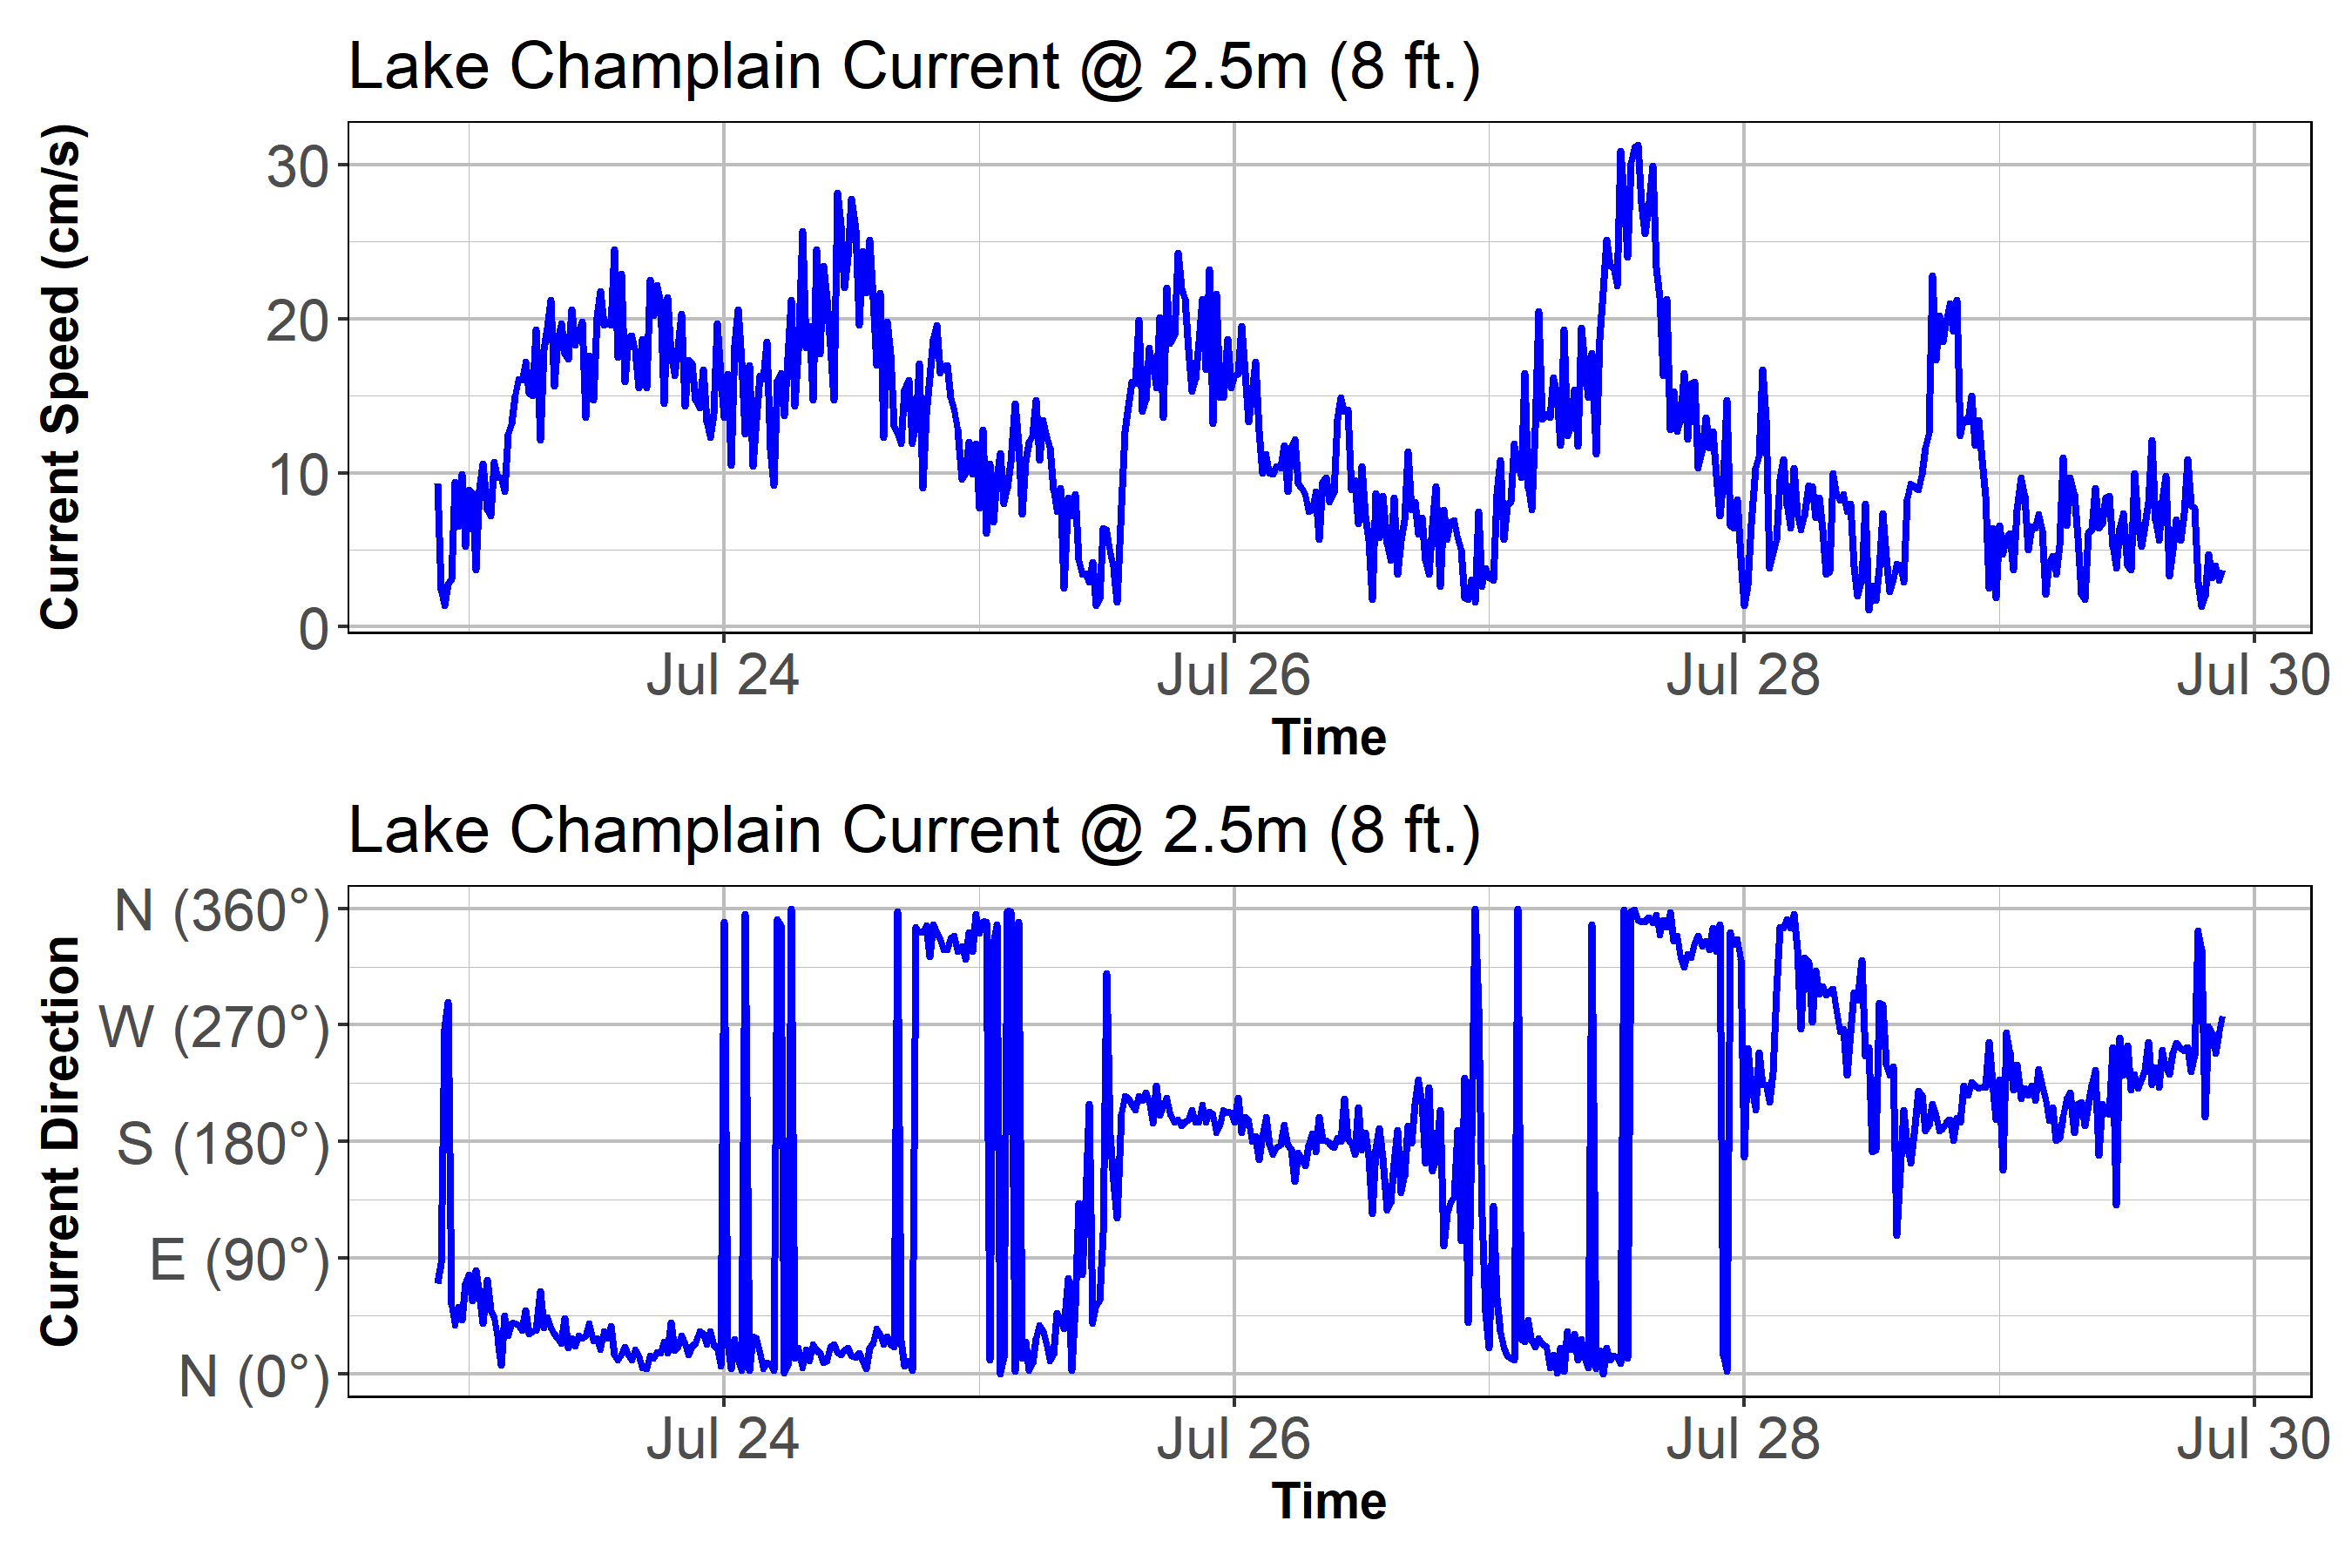 Lake Champlain Current @ 2.5m (8 ft.)
Current Speed (cm/s)
30
20
10
0
Jul 24 Jul 26 Jul 28 Jul 30
Time
Lake Champlain Current @ 2.5m (8 ft.)
Current Direction
N (360°)
W (270°)
S (180°)
E (90°)
N (0°)
Jul 24 Jul 26 Jul 28 Jul 30
Time